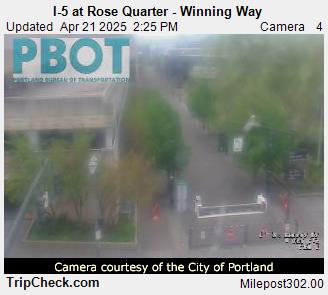 I-5 at Rose Quarter - Winning Way
Updated Apr 21 2025 2:25 PM Camera 4
PBOT
PORTLAND BUREAU OF TRANSPORTATION
Camera courtesy of the City of Portland
TripCheck.com Milepost302.00